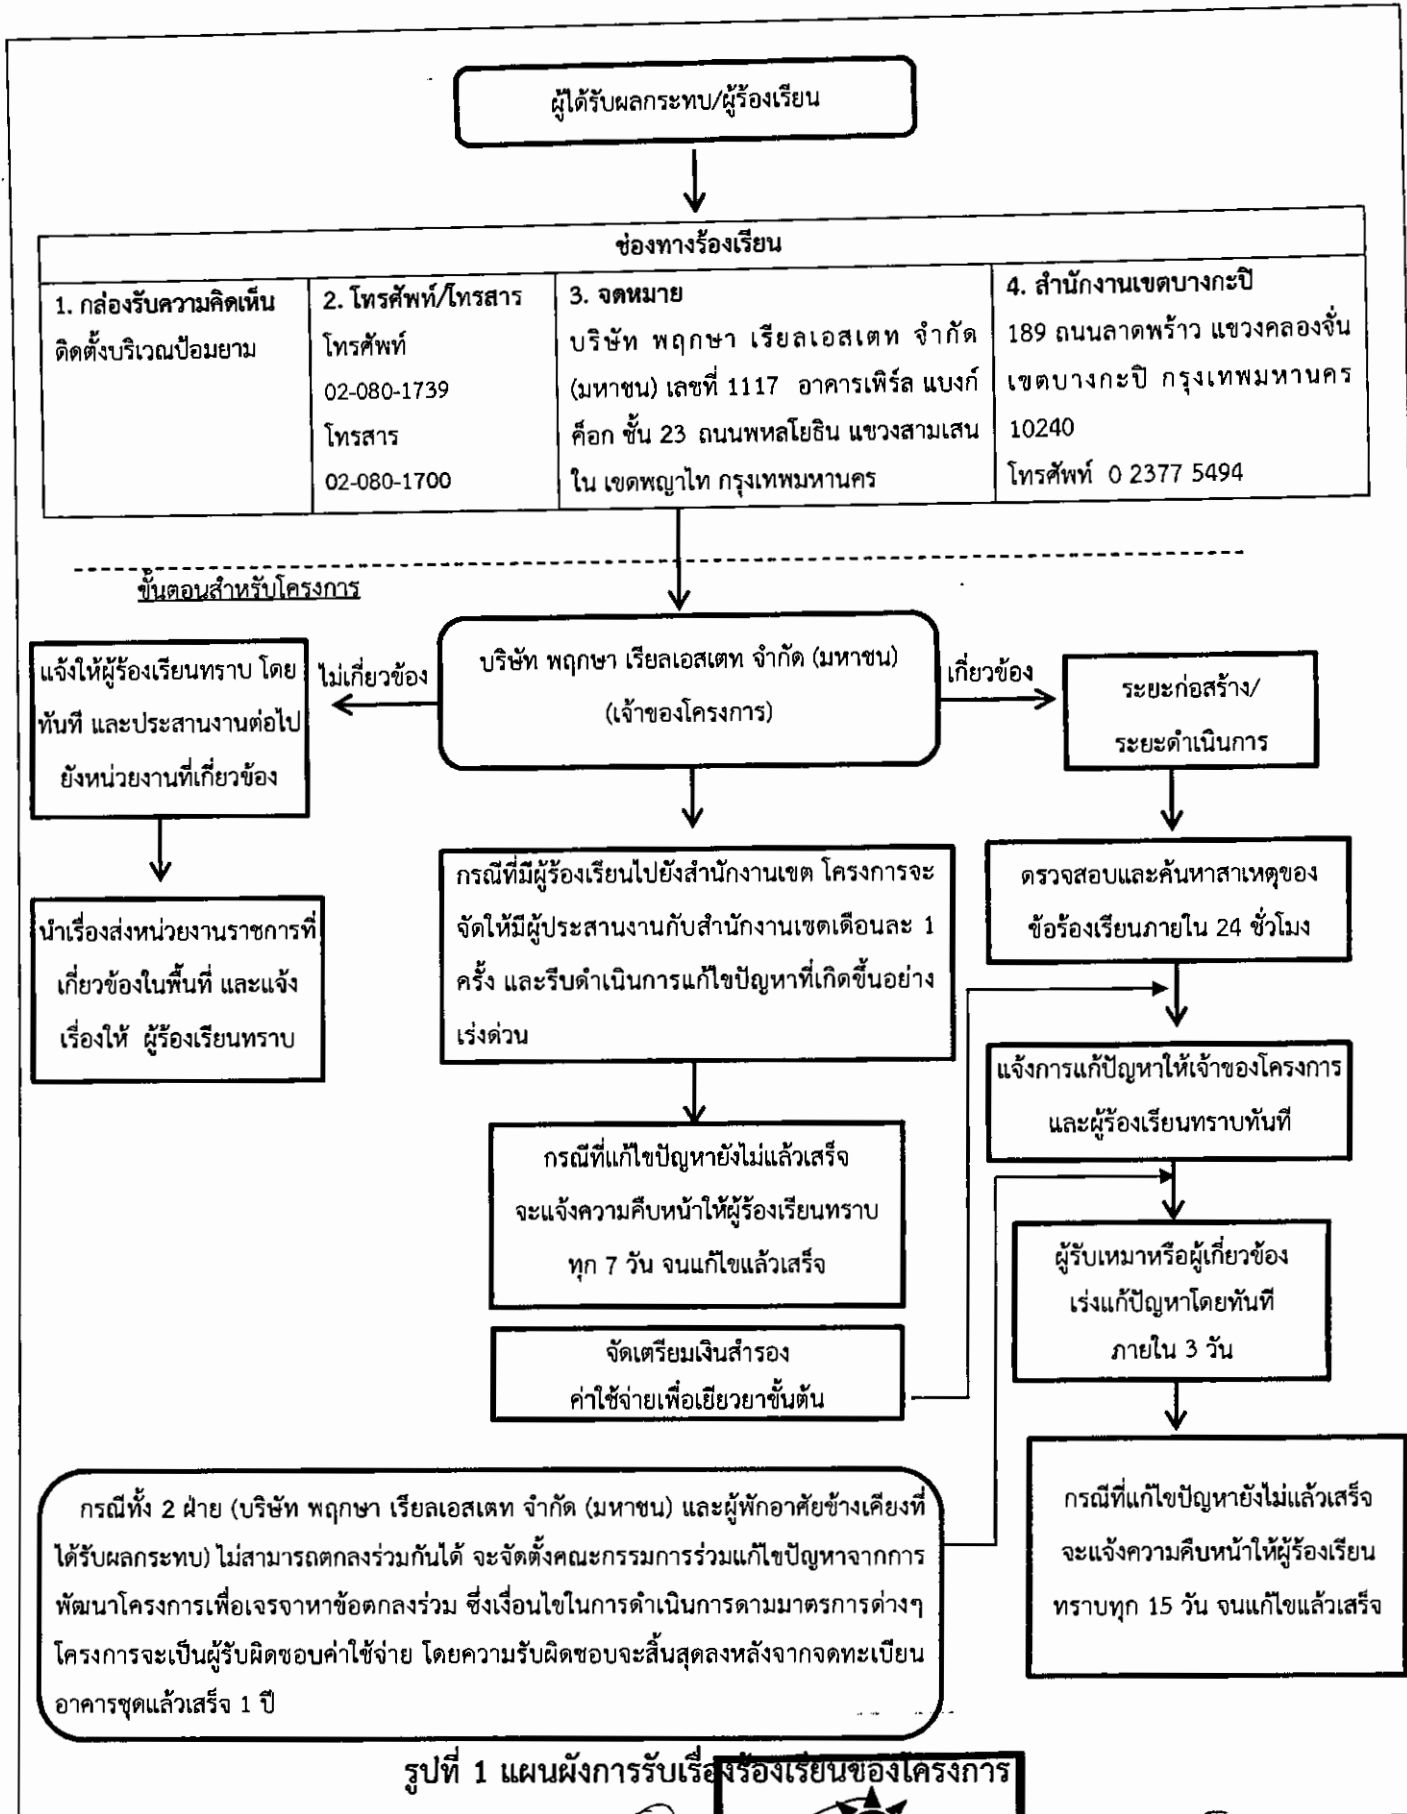 ผู้ได้รับผลกระทบ/ผู้ร้องเรียน
ช่องทางร้องเรียน
1. กล่องรับความคิดเห็น
ติดตั้งบริเวณป้อมยาม
2. โทรศัพท์/โทรสาร
โทรศัพท์
02-080-1739
โทรสาร
02-080-1700
3. จดหมาย
บริษัท พฤกษา เรียลเอสเตท จำกัด
(มหาชน) เลขที่ 1117 อาคารเพิร์ล แบงก์
ค็อก ชั้น 23 ถนนพหลโยธิน แขวงสามเสน
ใน เขตพญาไท กรุงเทพมหานคร
4. สำนักงานเขตบางกะปิ
189 ถนนลาดพร้าว แขวงคลองจั่น
เขตบางกะปิ กรุงเทพมหานคร
10240
โทรศัพท์ 0 2377 5494
ขั้นตอนสำหรับโครงการ
แจ้งให้ผู้ร้องเรียนทราบ โดย
ทันที และประสานงานต่อไป
ยังหน่วยงานที่เกี่ยวข้อง
ไม่เกี่ยวข้อง
บริษัท พฤกษา เรียลเอสเตท จำกัด (มหาชน)
(เจ้าของโครงการ)
เกี่ยวข้อง
ระยะก่อสร้าง/
ระยะดำเนินการ
นำเรื่องส่งหน่วยงานราชการที่
เกี่ยวข้องในพื้นที่ และแจ้ง
เรื่องให้ ผู้ร้องเรียนทราบ
กรณีที่มีผู้ร้องเรียนไปยังสำนักงานเขต โครงการจะ
จัดให้มีผู้ประสานงานกับสำนักงานเขตเดือนละ 1
ครั้ง และรีบดำเนินการแก้ไขปัญหาที่เกิดขึ้นอย่าง
เร่งด่วน
ตรวจสอบและค้นหาสาเหตุของ
ข้อร้องเรียนภายใน 24 ชั่วโมง
แจ้งการแก้ปัญหาให้เจ้าของโครงการ
และผู้ร้องเรียนทราบทันที
กรณีที่แก้ไขปัญหายังไม่แล้วเสร็จ
จะแจ้งความคืบหน้าให้ผู้ร้องเรียนทราบ
ทุก 7 วัน จนแก้ไขแล้วเสร็จ
ผู้รับเหมาหรือผู้เกี่ยวข้อง
เร่งแก้ปัญหาโดยทันที
ภายใน 3 วัน
จัดเตรียมเงินสำรอง
ค่าใช้จ่ายเพื่อเยียวยาขั้นต้น
กรณีที่แก้ไขปัญหายังไม่แล้วเสร็จ
จะแจ้งความคืบหน้าให้ผู้ร้องเรียน
ทราบทุก 15 วัน จนแก้ไขแล้วเสร็จ
กรณีทั้ง 2 ฝ่าย (บริษัท พฤกษา เรียลเอสเตท จำกัด (มหาชน) และผู้พักอาศัยข้างเคียงที่
ได้รับผลกระทบ) ไม่สามารถตกลงร่วมกันได้ จะจัดตั้งคณะกรรมการร่วมแก้ไขปัญหาจากการ
พัฒนาโครงการเพื่อเจรจาหาข้อตกลงร่วม ซึ่งเงื่อนไขในการดำเนินการตามมาตรการต่างๆ
โครงการจะเป็นผู้รับผิดชอบค่าใช้จ่าย โดยความรับผิดชอบจะสิ้นสุดลงหลังจากจดทะเบียน
อาคารชุดแล้วเสร็จ 1 ปี
รูปที่ 1 แผนผังการรับเรื่องร้องเรียนของโครงการ